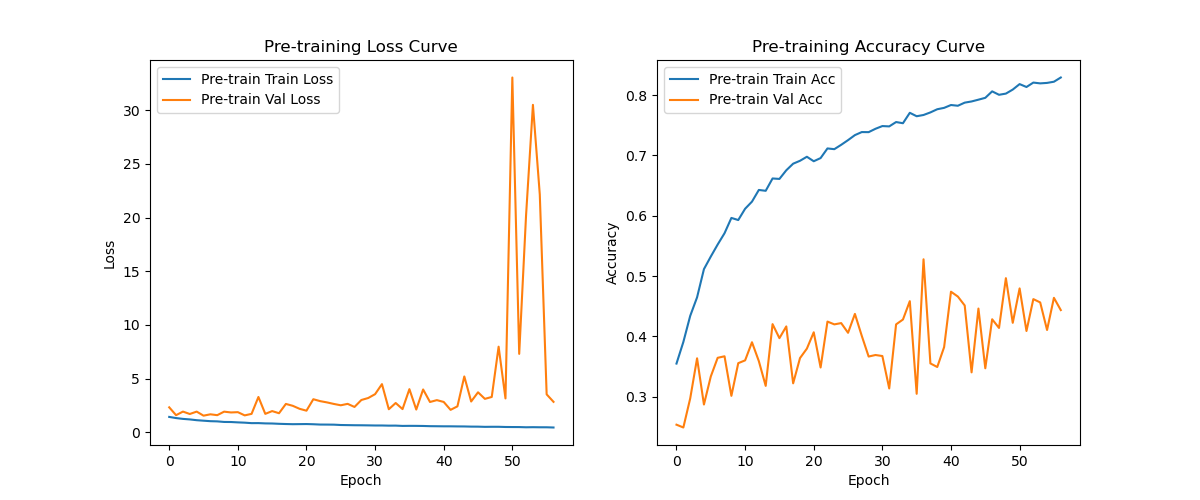 Pre-training Loss Curve
Pre-train Train Loss
Pre-train Val Loss
30
25
20
15
10
5
0
Loss
0 10 20 30 40 50
Epoch
Pre-training Accuracy Curve
Pre-train Train Acc
Pre-train Val Acc
0.8
0.7
0.6
0.5
0.4
0.3
Accuracy
0 10 20 30 40 50
Epoch